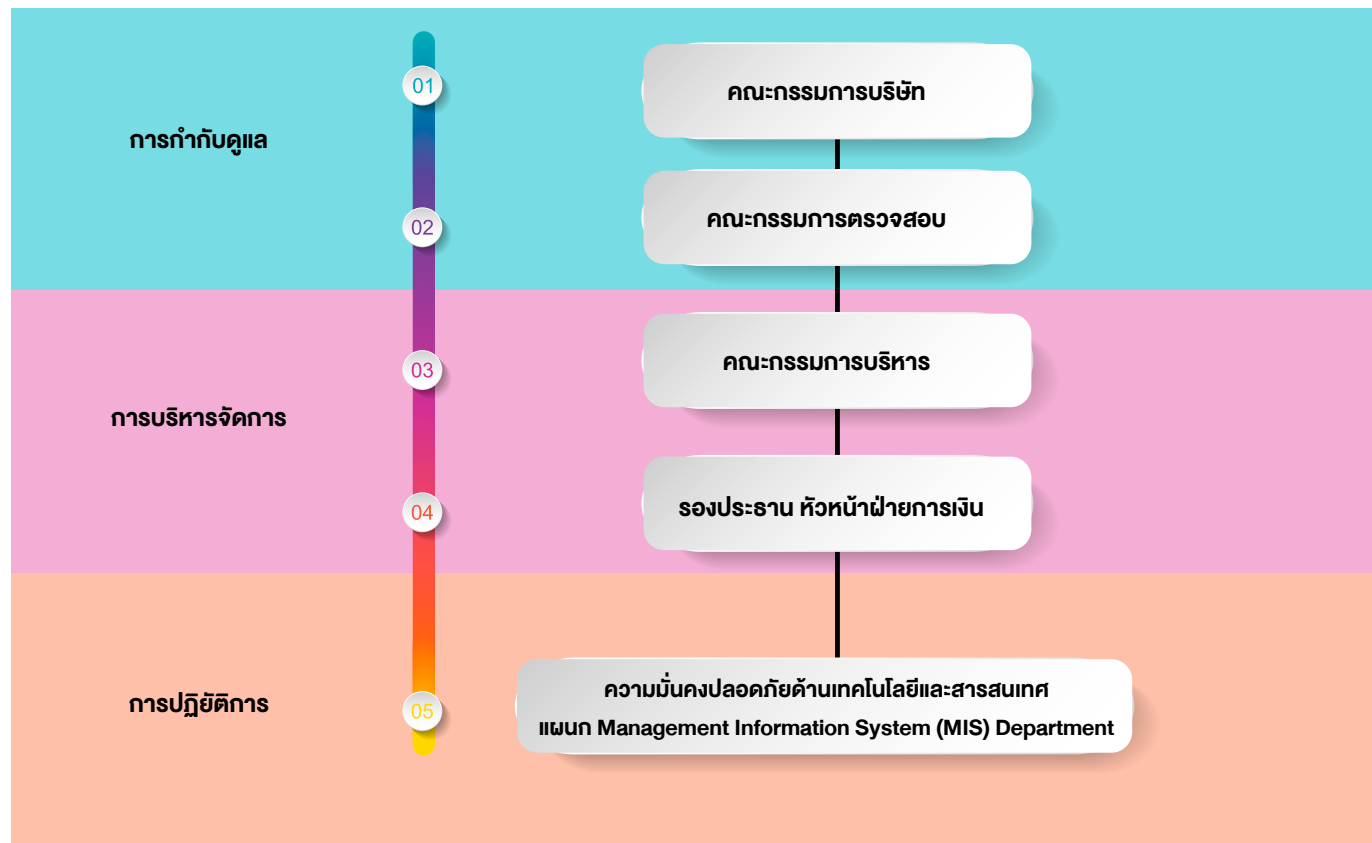 01
คณะกรรมการบริษัท
การกำกับดูแล
02
คณะกรรมการตรวจสอบ
03
คณะกรรมการบริหาร
การบริหารจัดการ
04
รองประธาน หัวหน้าฝ่ายการเงิน
การปฏิยัติการ
05
ความมั่นคงปลอดภัยด้านเทคโนโลยีและสารสนเทศ
แผนก Management Information System (MIS) Department